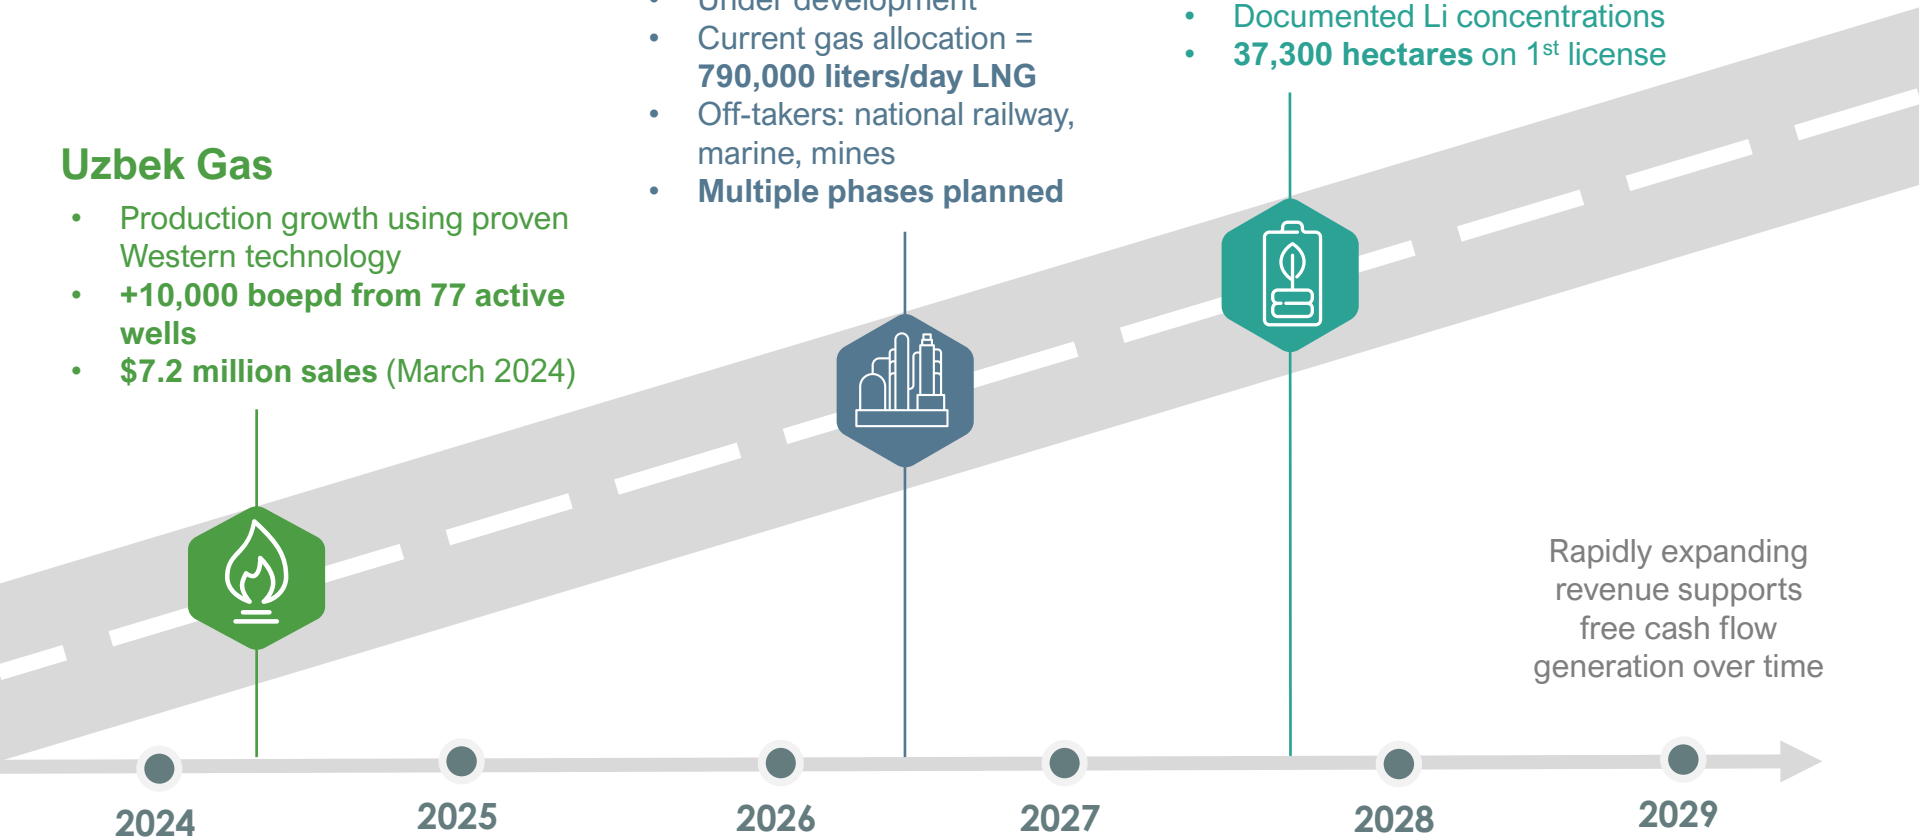 Uzbek Gas
• Production growth using proven
Western technology
• +10,000 boepd from 77 active
wells
• $7.2 million sales (March 2024)
• Under development
• Current gas allocation =
790,000 liters/day LNG
• Off-takers: national railway,
marine, mines
• Multiple phases planned
• Documented Li concentrations
• 37,300 hectares on 1st license
Rapidly expanding
revenue supports
free cash flow
generation over time
2024
2025
2026
2027
2028
2029